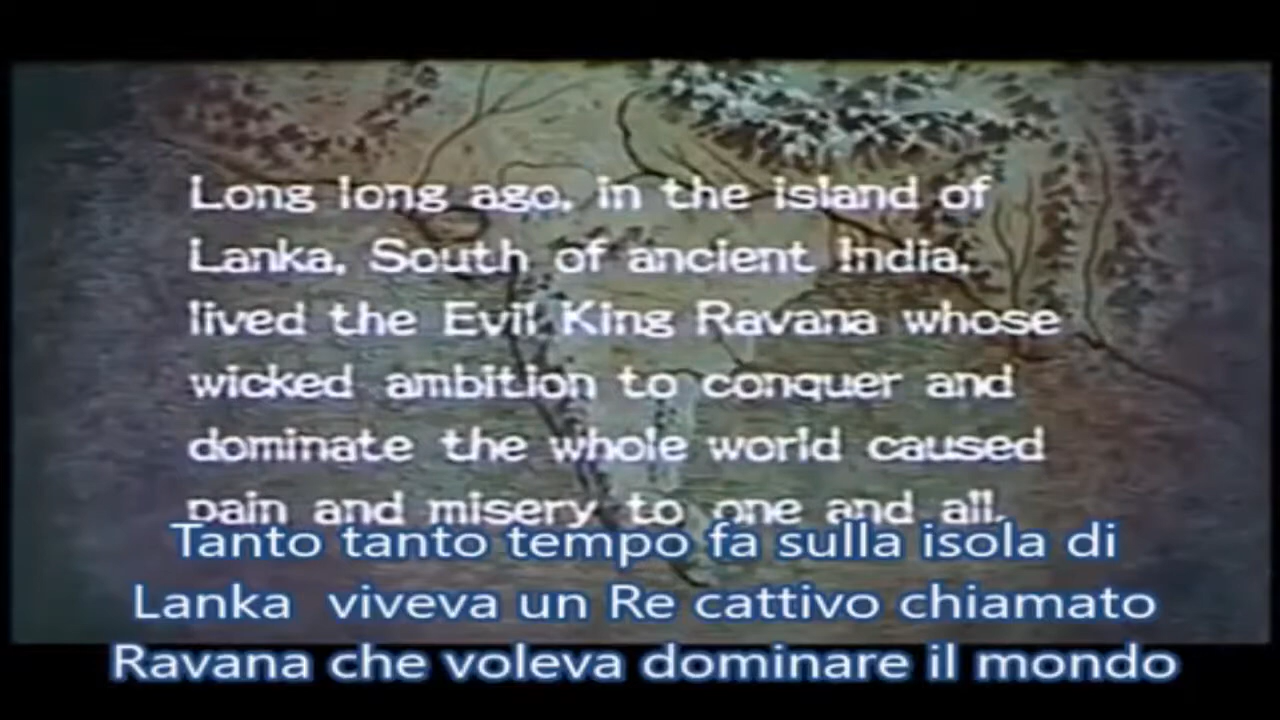 Long long ago, in the island of
Lanka, South of ancient India,
lived the Evil King Ravana whose
wicked ambition to conquer and
dominate the whole world caused
pain and misery to one and all.
Tanto tanto tempo fa sulla isola di
Lanka viveva un Re cattivo chiamato
Ravana che voleva dominare il mondo